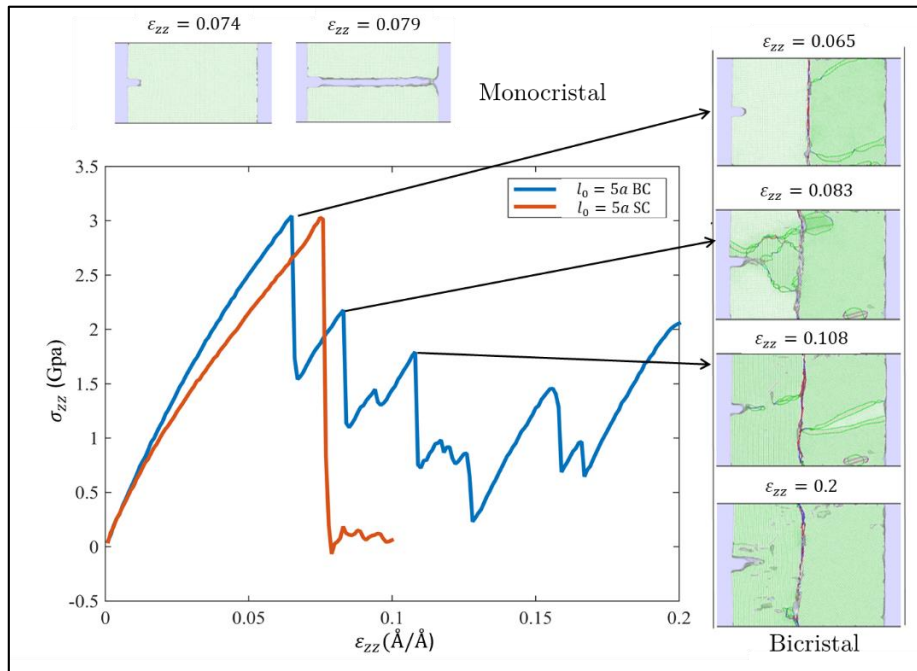 ε_zz = 0.074
ε_zz = 0.079
Monocristal
ε_zz = 0.065
ε_zz = 0.083
ε_zz = 0.108
ε_zz = 0.2
Bicristal
l₀ = 5a BC
l₀ = 5a SC
3.5
3
2.5
2
1.5
1
0.5
0
-0.5
σ_zz (Gpa)
0
0.05
0.1
0.15
0.2
ε_zz(Å/Å)